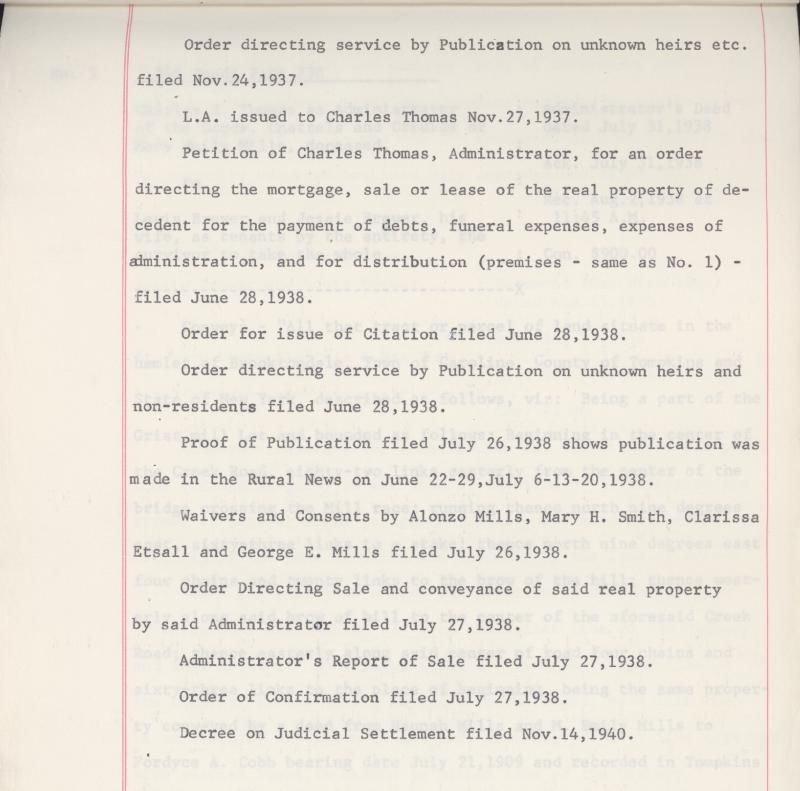 Order directing service by Publication on unknown heirs etc.
filed Nov.24,1937.
L.A. issued to Charles Thomas Nov.27,1937.
Petition of Charles Thomas, Administrator, for an order
directing the mortgage, sale or lease of the real property of de-
cedent for the payment of debts, funeral expenses, expenses of
administration, and for distribution (premises - same as No. 1) -
filed June 28,1938.
Order for issue of Citation filed June 28,1938.
Order directing service by Publication on unknown heirs and
non-residents filed June 28,1938.
Proof of Publication filed July 26,1938 shows publication was
made in the Rural News on June 22-29,July 6-13-20,1938.
Waivers and Consents by Alonzo Mills, Mary H. Smith, Clarissa
Etsall and George E. Mills filed July 26,1938.
Order Directing Sale and conveyance of said real property
by said Administrator filed July 27,1938.
Administrator's Report of Sale filed July 27,1938.
Order of Confirmation filed July 27,1938.
Decree on Judicial Settlement filed Nov.14,1940.